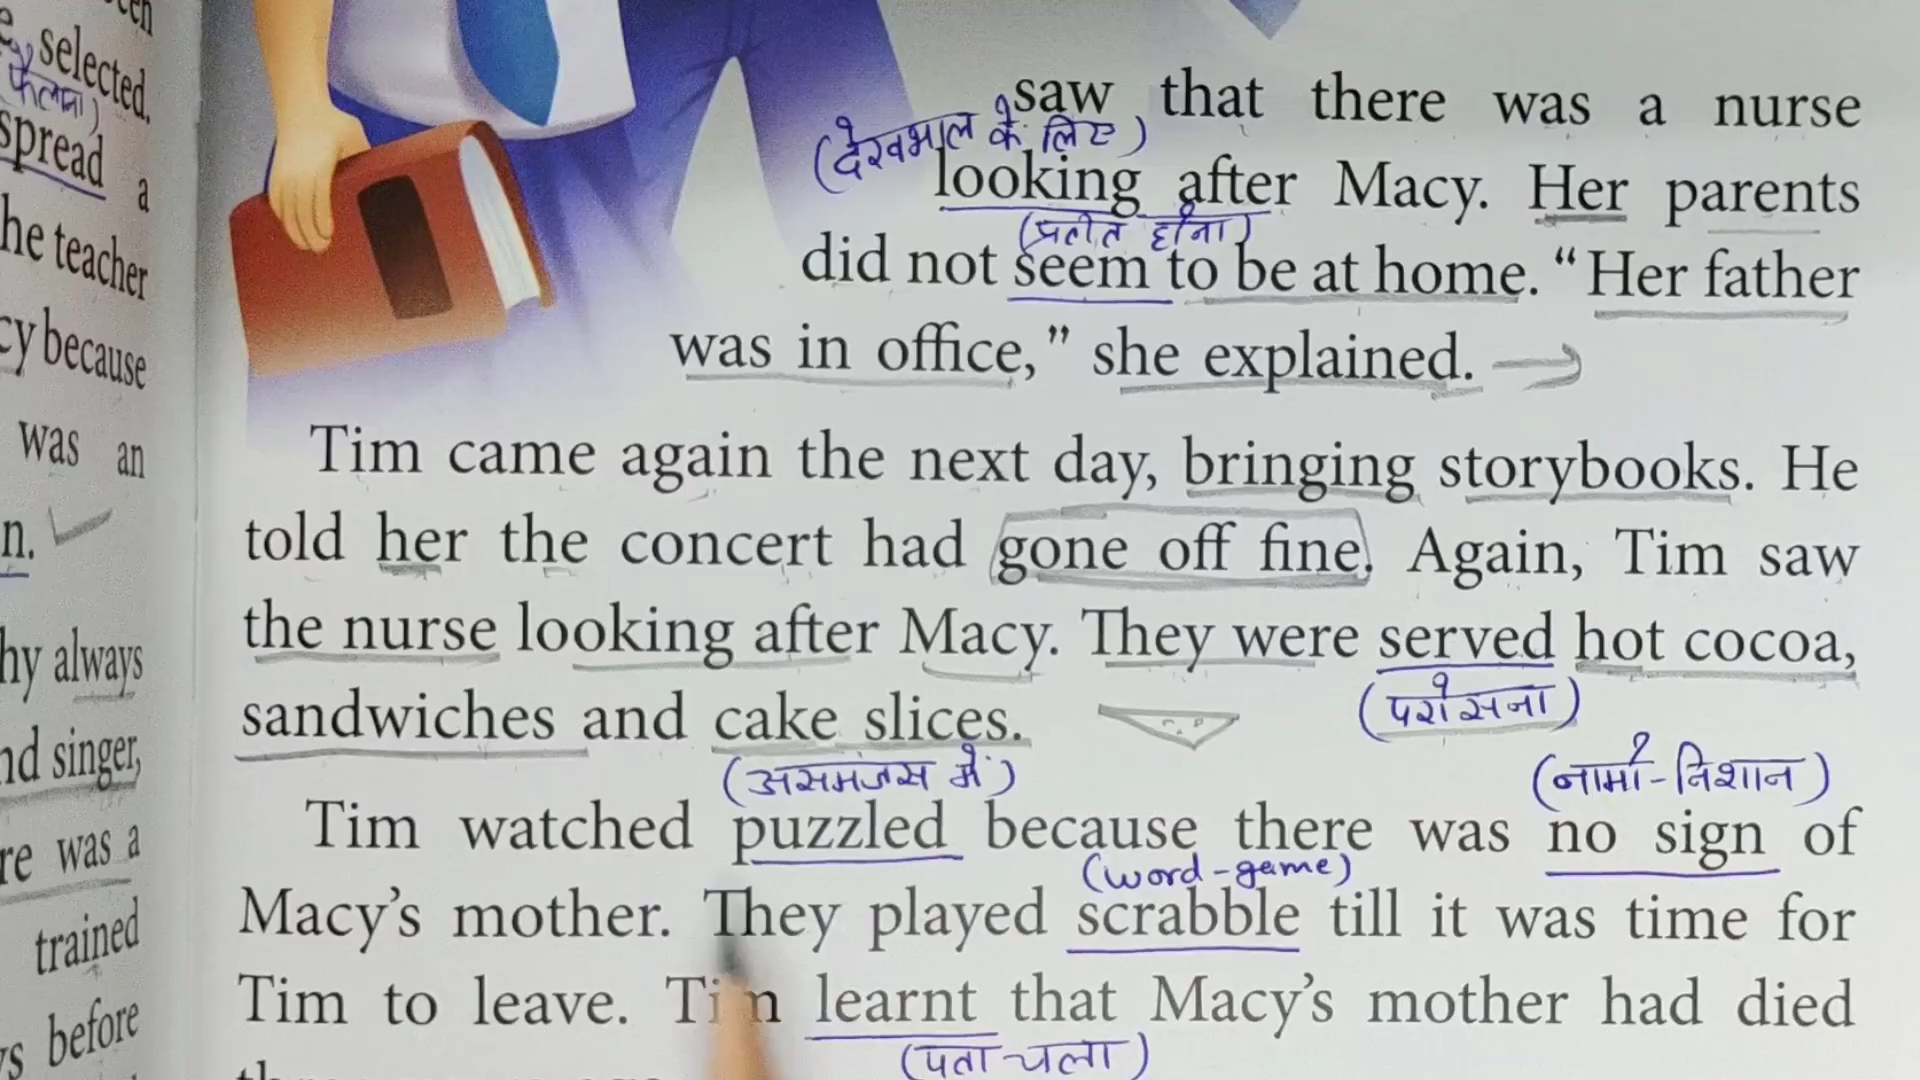 een
selected.
(फैलाना)
spread a
he teacher
cy because
was an
n.
hy always
nd singer,
re was a
trained
ys before
saw that there was a nurse
(देखभाल के लिए)
looking after Macy. Her parents
(प्रतीत होना)
did not seem to be at home. “Her father
was in office,” she explained.
Tim came again the next day, bringing storybooks. He
told her the concert had gone off fine. Again, Tim saw
the nurse looking after Macy. They were served hot cocoa,
(परोसना)
sandwiches and cake slices.
(असमजस में)
(नामो-निशान)
Tim watched puzzled because there was no sign of
(word-game)
Macy’s mother. They played scrabble till it was time for
Tim to leave. Tim learnt that Macy’s mother had died
(पता चला)